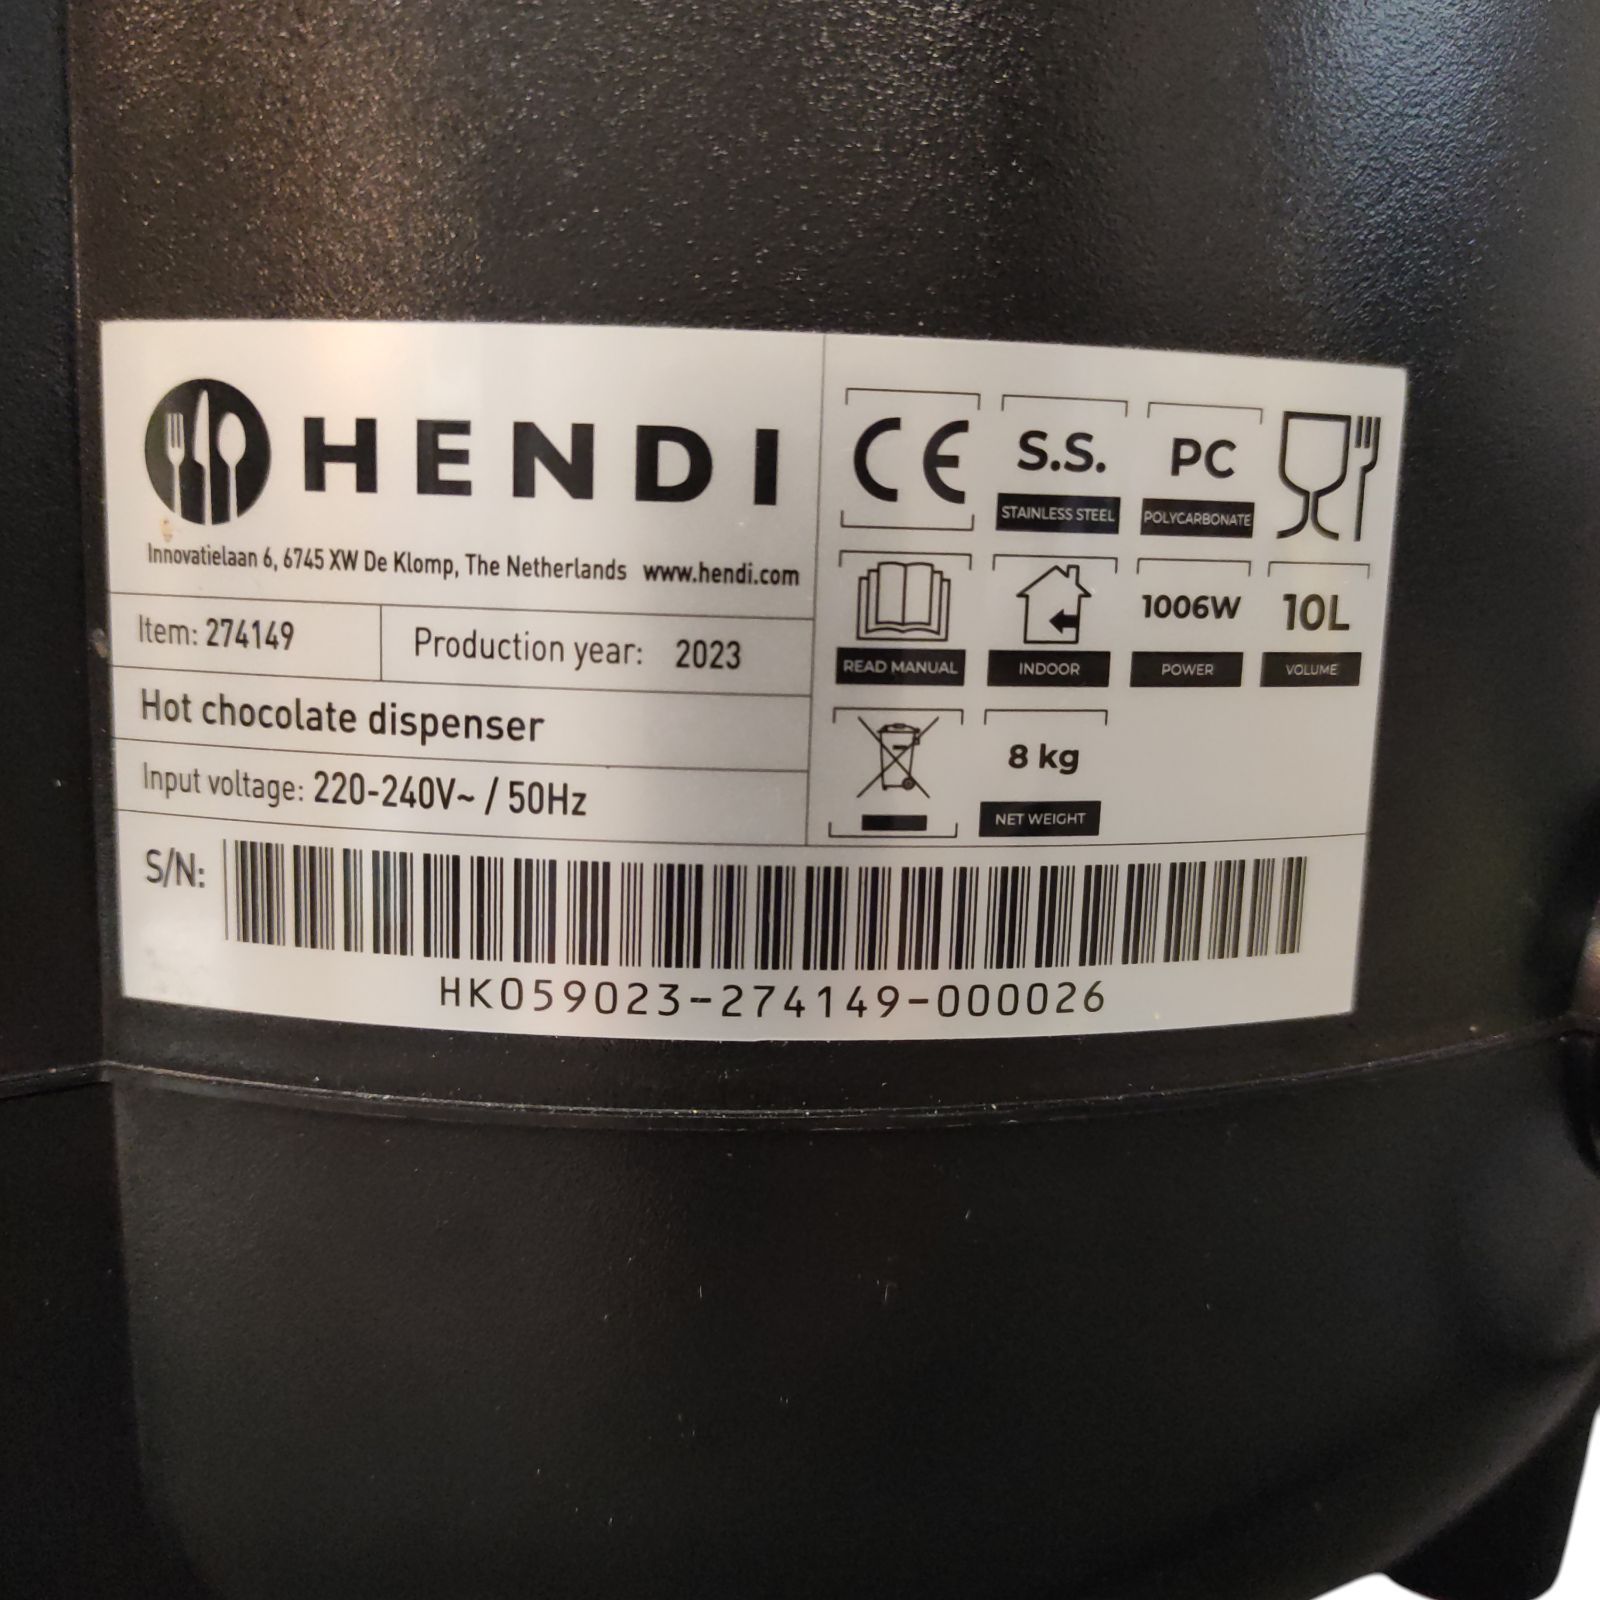 HENDI
Innovatielaan 6, 6745 XW De Klomp, The Netherlands www.hendi.com
Item: 274149
Production year: 2023
Hot chocolate dispenser
Input voltage: 220-240V~ / 50Hz
CE
S.S.
STAINLESS STEEL
PC
POLYCARBONATE
READ MANUAL
INDOOR
1006W
POWER
10L
VOLUME
8 kg
NET WEIGHT
S/N:
HK059023-274149-000026